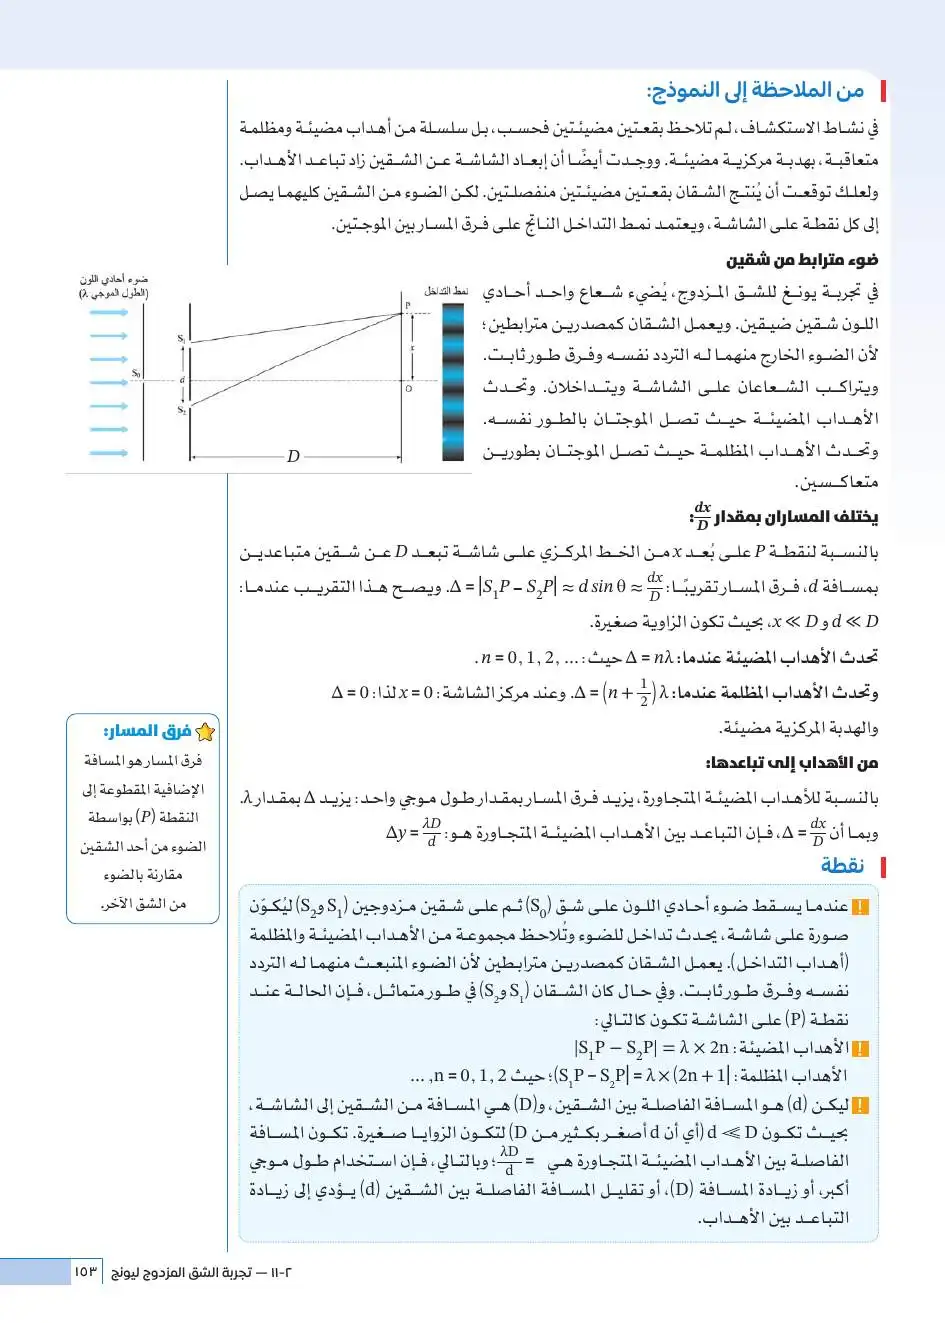 من الملاحظة إلى النموذج:
في نشاط الاستكشاف، لم تلاحظ بقعتين مضيئتين فحسب، بل سلسلة من أهداب مضيئة ومظلمة
متعاقبة، بهدبة مركزية مضيئة. ووجدت أيضًا أن إبعاد الشاشة عن الشقين زاد تباعد الأهداب.
ولعلك توقعت أن يُنتج الشقان بقعتين مضيئتين منفصلتين. لكن الضوء من الشقين كليهما يصل
إلى كل نقطة على الشاشة، ويعتمد نمط التداخل الناتج على فرق المسار بين الموجتين.
ضوء مترابط من شقين
في تجربة يونغ للشق المزدوج، يُضيء شعاع واحد أحادي
اللون شقين ضيقين. ويعمل الشقان كمصدرين مترابطين؛
لأن الضوء الخارج منهما له التردد نفسه وفرق طور ثابت.
ويتراكب الشعاعان على الشاشة ويتداخلان. وتحدث
الأهداب المضيئة حيث تصل الموجتان بالطور نفسه.
وتحدث الأهداب المظلمة حيث تصل الموجتان بطورين
متعاكسين.
ضوء أحادي اللون
(الطول الموجي λ)
نمط التداخل
P
S₁
x
S₀
d
O
S₂
D
يختلف المساران بمقدار dx/D:
بالنسبة لنقطة P على بُعد x من الخط المركزي على شاشة تبعد D عن شقين متباعدين
بمسافة d، فرق المسار تقريبًا: Δ = |S₁P – S₂P| ≈ d sin θ ≈ dx/D. ويصح هذا التقريب عندما:
d ≪ D و x ≪ D، بحيث تكون الزاوية صغيرة.
تحدث الأهداب المضيئة عندما: Δ = nλ حيث: n = 0, 1, 2, ... .
وتحدث الأهداب المظلمة عندما: Δ = (n + 1/2) λ. وعند مركز الشاشة: x = 0 لذا: Δ = 0
والهدبة المركزية مضيئة.
من الأهداب إلى تباعدها:
بالنسبة للأهداب المضيئة المتجاورة، يزيد فرق المسار بمقدار طول موجي واحد: يزيد Δ بمقدار λ.
وبما أن Δ = dx/D، فإن التباعد بين الأهداب المضيئة المتجاورة هو: Δy = λD/d
فرق المسار:
فرق المسار هو المسافة
الإضافية المقطوعة إلى
النقطة (P) بواسطة
الضوء من أحد الشقين
مقارنة بالضوء
من الشق الآخر.
نقطة
! عندما يسقط ضوء أحادي اللون على شق (S₀) ثم على شقين مزدوجين (S₁ وS₂) ليُكوّن
صورة على شاشة، يحدث تداخل للضوء وتُلاحظ مجموعة من الأهداب المضيئة والمظلمة
(أهداب التداخل). يعمل الشقان كمصدرين مترابطين لأن الضوء المنبعث منهما له التردد
نفسه وفرق طور ثابت. وفي حال كان الشقان (S₁ وS₂) في طور متماثل، فإن الحالة عند
نقطة (P) على الشاشة تكون كالتالي:
! الأهداب المضيئة: |S₁P – S₂P| = λ × 2n
الأهداب المظلمة: |S₁P – S₂P| = λ × (2n + 1)؛ حيث n = 0, 1, 2, ...
! ليكن (d) هو المسافة الفاصلة بين الشقين، و(D) هي المسافة من الشقين إلى الشاشة،
بحيث تكون d ≪ D (أي أن d أصغر بكثير من D) لتكون الزوايا صغيرة. تكون المسافة
الفاصلة بين الأهداب المضيئة المتجاورة هي = λD/d؛ وبالتالي، فإن استخدام طول موجي
أكبر، أو زيادة المسافة (D)، أو تقليل المسافة الفاصلة بين الشقين (d) يؤدي إلى زيادة
التباعد بين الأهداب.
١١-٢ — تجربة الشق المزدوج ليونج
١٥٣